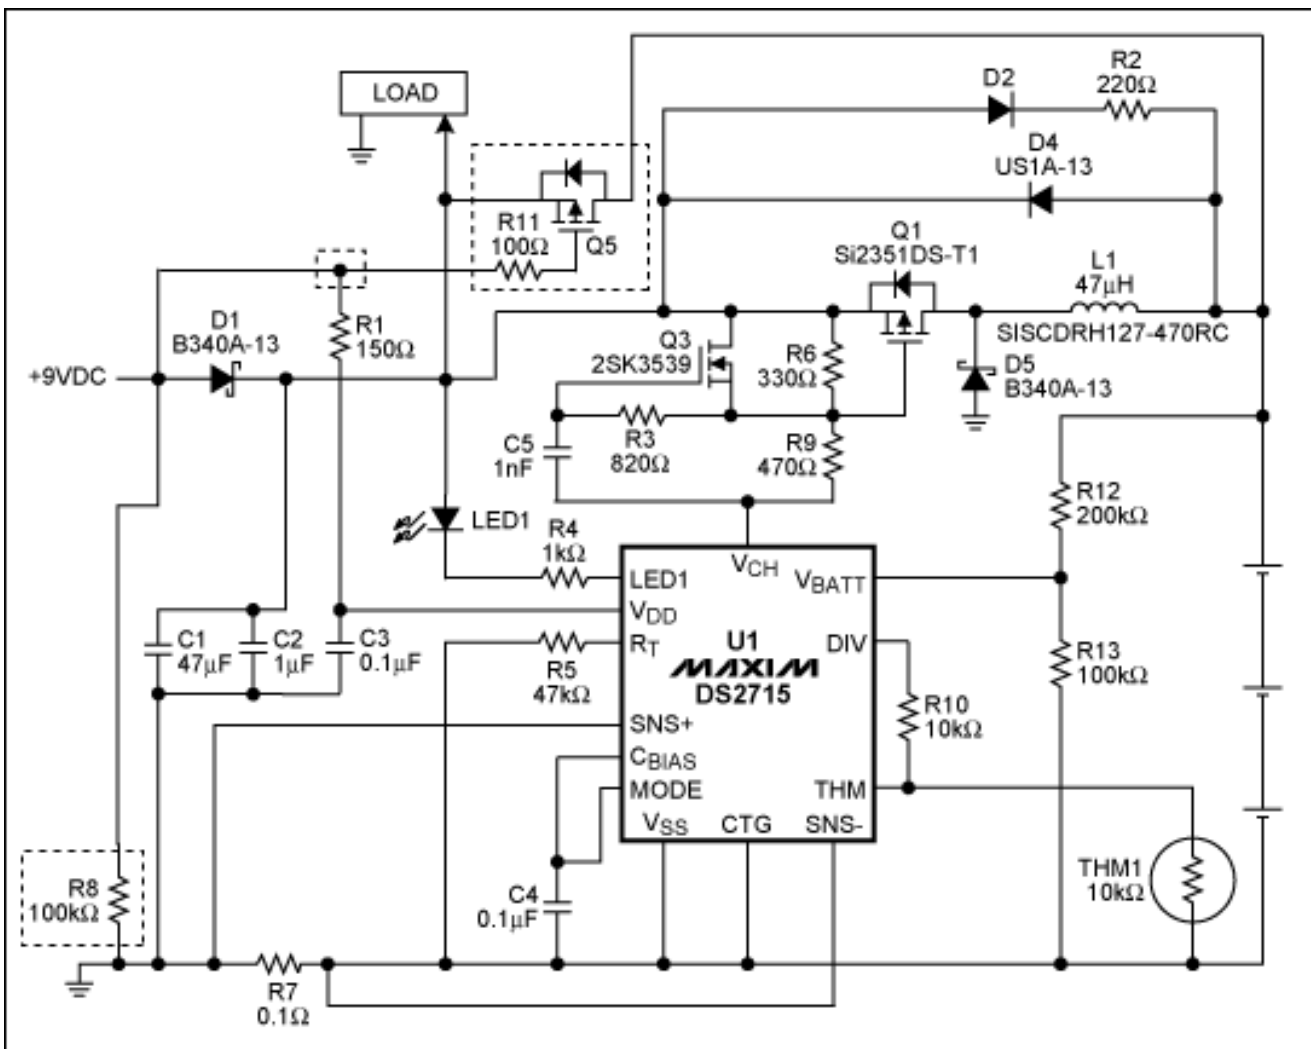 R2
220Ω
D2
LOAD
D4
US1A-13
R11
100Ω
Q5
Q1
Si2351DS-T1
L1
47µH
SISCDRH127-470RC
D1
B340A-13
R1
150Ω
Q3
2SK3539
R6
330Ω
D5
B340A-13
+9VDC
R3
820Ω
C5
1nF
R9
470Ω
R12
200kΩ
LED1
R4
1kΩ
VCH
VBATT
LED1
VDD
RT
U1
MAXIM
DS2715
DIV
C1
47µF
C2
1µF
C3
0.1µF
R5
47kΩ
R13
100kΩ
R10
10kΩ
SNS+
CBIAS
MODE
THM
VSS
CTG
SNS-
THM1
10kΩ
R8
100kΩ
C4
0.1µF
R7
0.1Ω